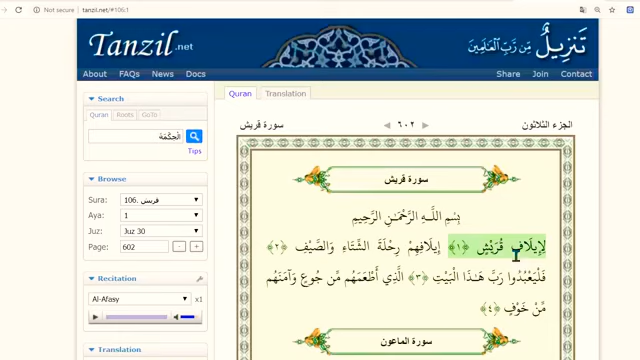 Not secure | tanzil.net/#106:1
Tanzil.net
تنزيل من رب العالمين
About FAQs News Docs Share Join Contact
Search
Quran Roots GoTo
الْحِكْمَة
Tips
Browse
Sura: 106. قريش
Aya: 1
Juz: Juz 30
Page: 602 - +
Recitation
Al-Afasy x1
Translation
Quran Translation
سورة قريش ٦٠٢ الجزء الثلاثون
سورة قريش
بِسْمِ اللَّـهِ الرَّحْمَـٰنِ الرَّحِيمِ
لِإِيلَافِ قُرَيْشٍ ﴿١﴾ إِيلَافِهِمْ رِحْلَةَ الشِّتَاءِ وَالصَّيْفِ ﴿٢﴾
فَلْيَعْبُدُوا رَبَّ هَـٰذَا الْبَيْتِ ﴿٣﴾ الَّذِي أَطْعَمَهُم مِّن جُوعٍ وَآمَنَهُم
مِّنْ خَوْفٍ ﴿٤﴾
سورة الماعون